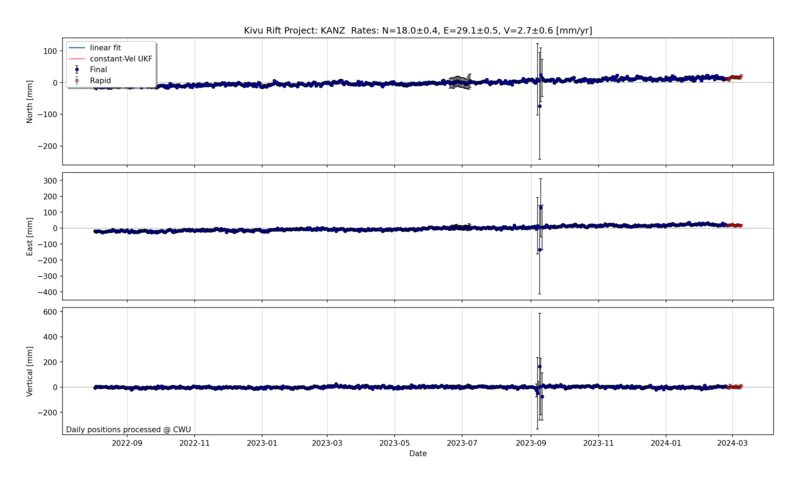 Kivu Rift Project: KANZ  Rates: N=18.0±0.4, E=29.1±0.5, V=2.7±0.6 [mm/yr]
linear fit
constant-Vel UKF
Final
Rapid
North [mm]
100
0
−100
−200
East [mm]
300
200
100
0
−100
−200
−300
−400
Vertical [mm]
600
400
200
0
−200
Daily positions processed @ CWU
2022-09 2022-11 2023-01 2023-03 2023-05 2023-07 2023-09 2023-11 2024-01 2024-03
Date